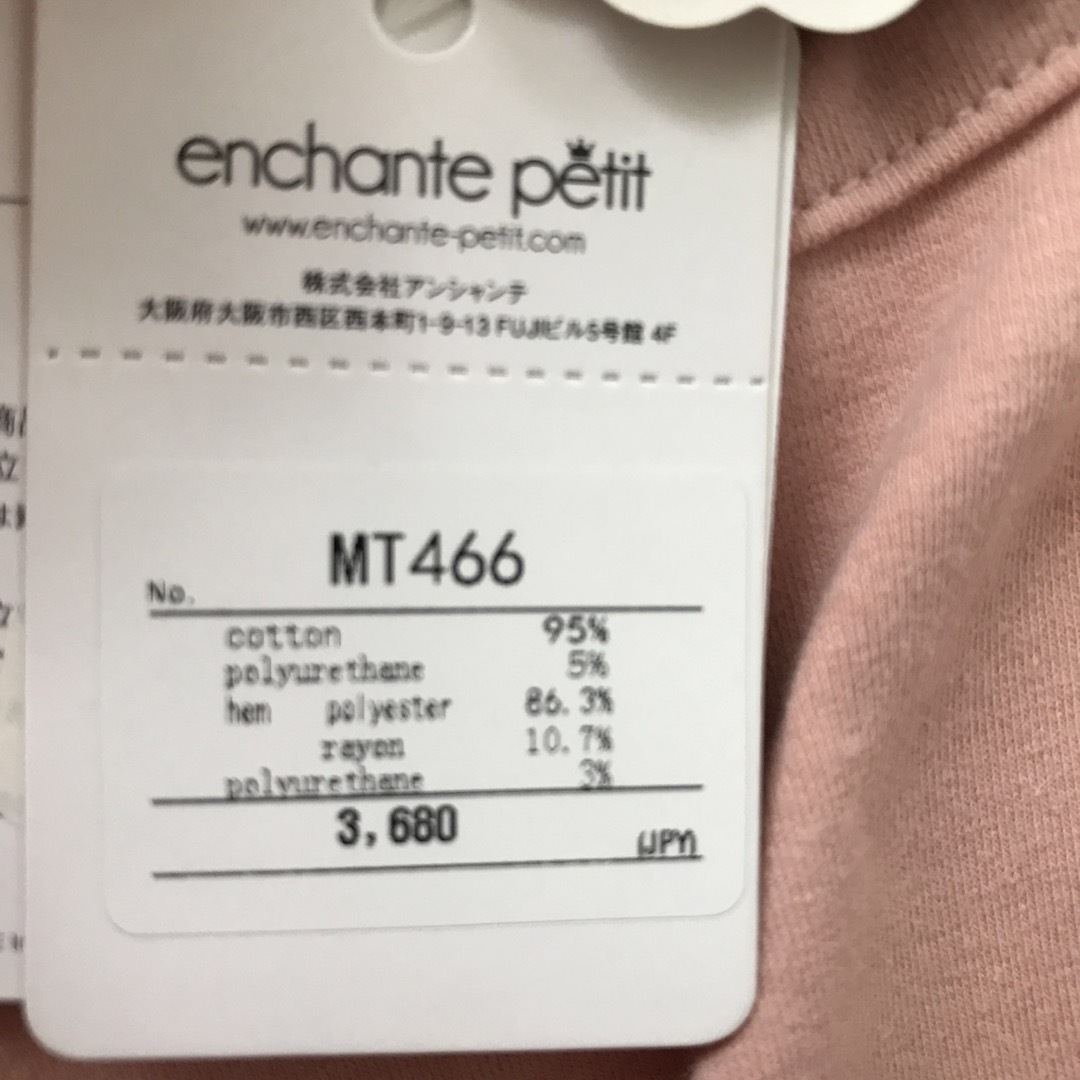 enchante petit
www.enchante-petit.com
株式会社アンシャンテ
大阪府大阪市西区西本町1-9-13 FUJIビル5号館 4F
No. MT466
cotton 95%
polyurethane 5%
hem polyester 86.3%
rayon 10.7%
polyurethane 3%
3,680 (JPY)